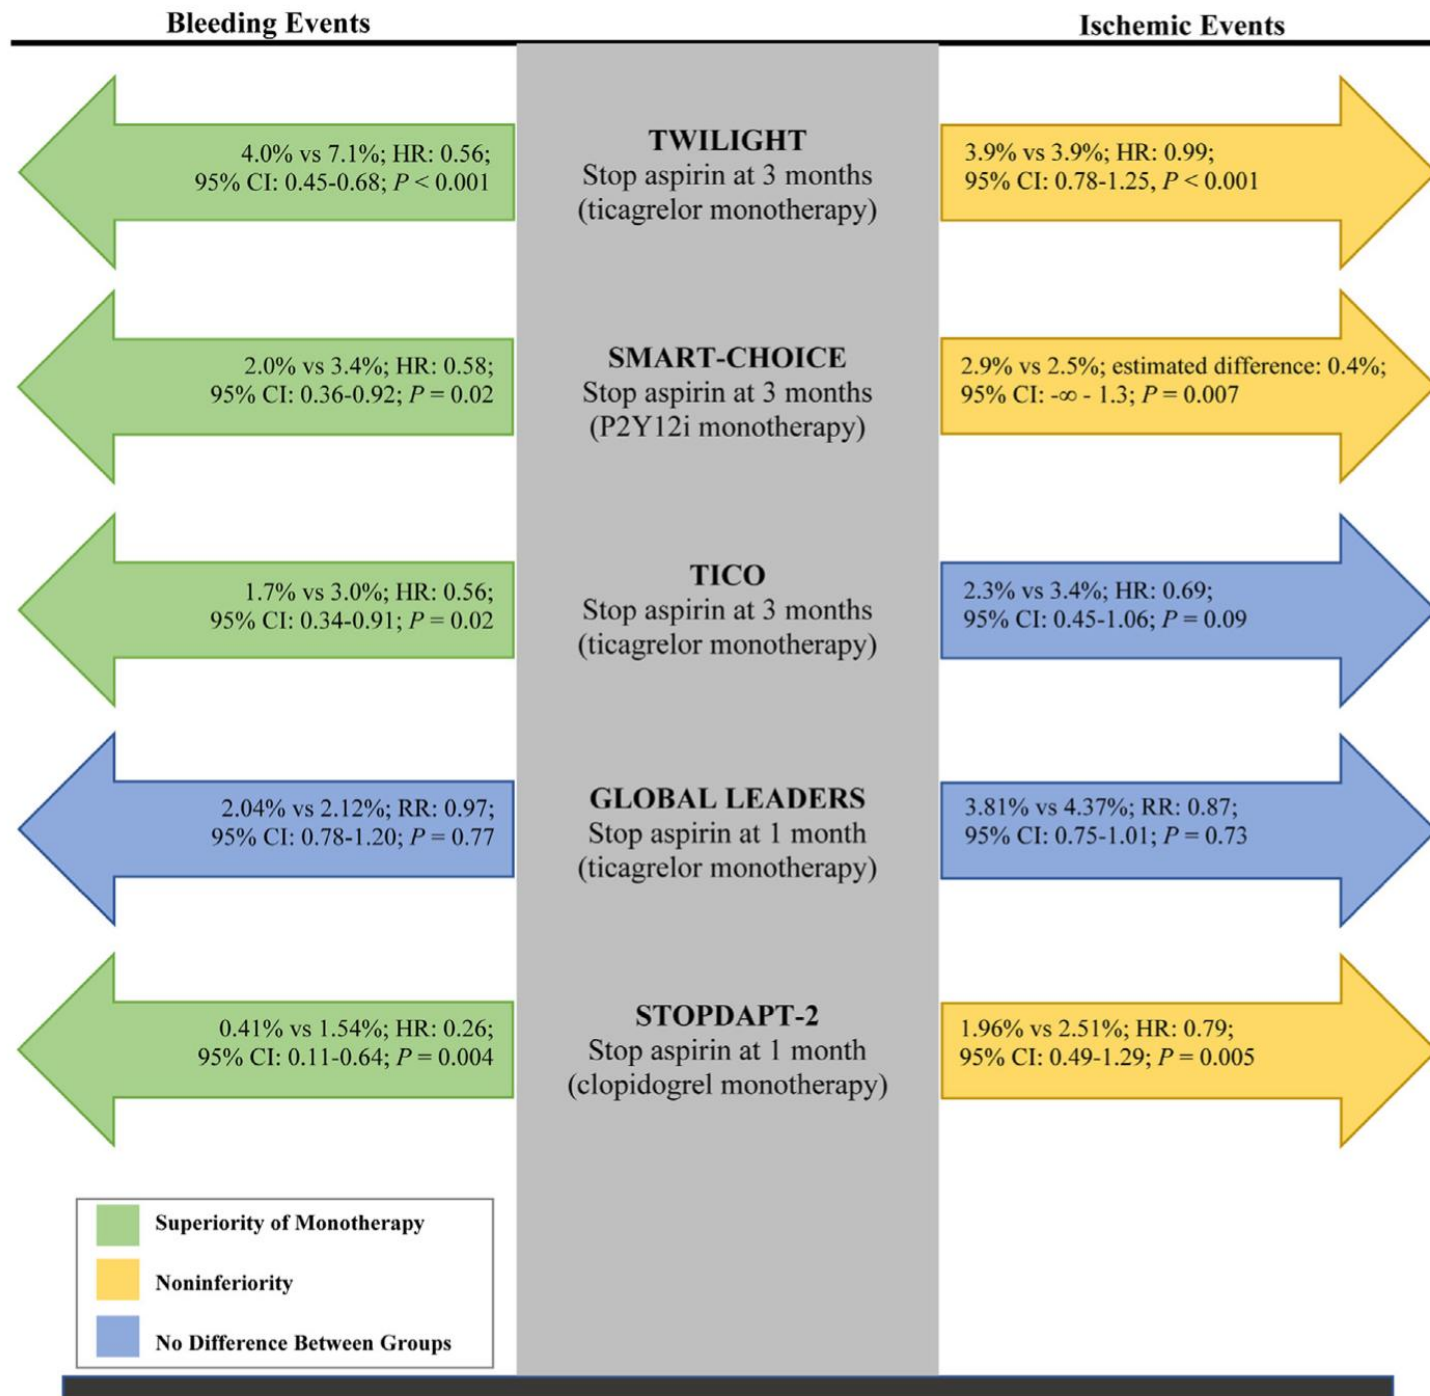 Bleeding Events
Ischemic Events
4.0% vs 7.1%; HR: 0.56;
95% CI: 0.45-0.68; P < 0.001
TWILIGHT
Stop aspirin at 3 months
(ticagrelor monotherapy)
3.9% vs 3.9%; HR: 0.99;
95% CI: 0.78-1.25, P < 0.001
2.0% vs 3.4%; HR: 0.58;
95% CI: 0.36-0.92; P = 0.02
SMART-CHOICE
Stop aspirin at 3 months
(P2Y12i monotherapy)
2.9% vs 2.5%; estimated difference: 0.4%;
95% CI: -∞ - 1.3; P = 0.007
1.7% vs 3.0%; HR: 0.56;
95% CI: 0.34-0.91; P = 0.02
TICO
Stop aspirin at 3 months
(ticagrelor monotherapy)
2.3% vs 3.4%; HR: 0.69;
95% CI: 0.45-1.06; P = 0.09
2.04% vs 2.12%; RR: 0.97;
95% CI: 0.78-1.20; P = 0.77
GLOBAL LEADERS
Stop aspirin at 1 month
(ticagrelor monotherapy)
3.81% vs 4.37%; RR: 0.87;
95% CI: 0.75-1.01; P = 0.73
0.41% vs 1.54%; HR: 0.26;
95% CI: 0.11-0.64; P = 0.004
STOPDAPT-2
Stop aspirin at 1 month
(clopidogrel monotherapy)
1.96% vs 2.51%; HR: 0.79;
95% CI: 0.49-1.29; P = 0.005
Superiority of Monotherapy
Noninferiority
No Difference Between Groups